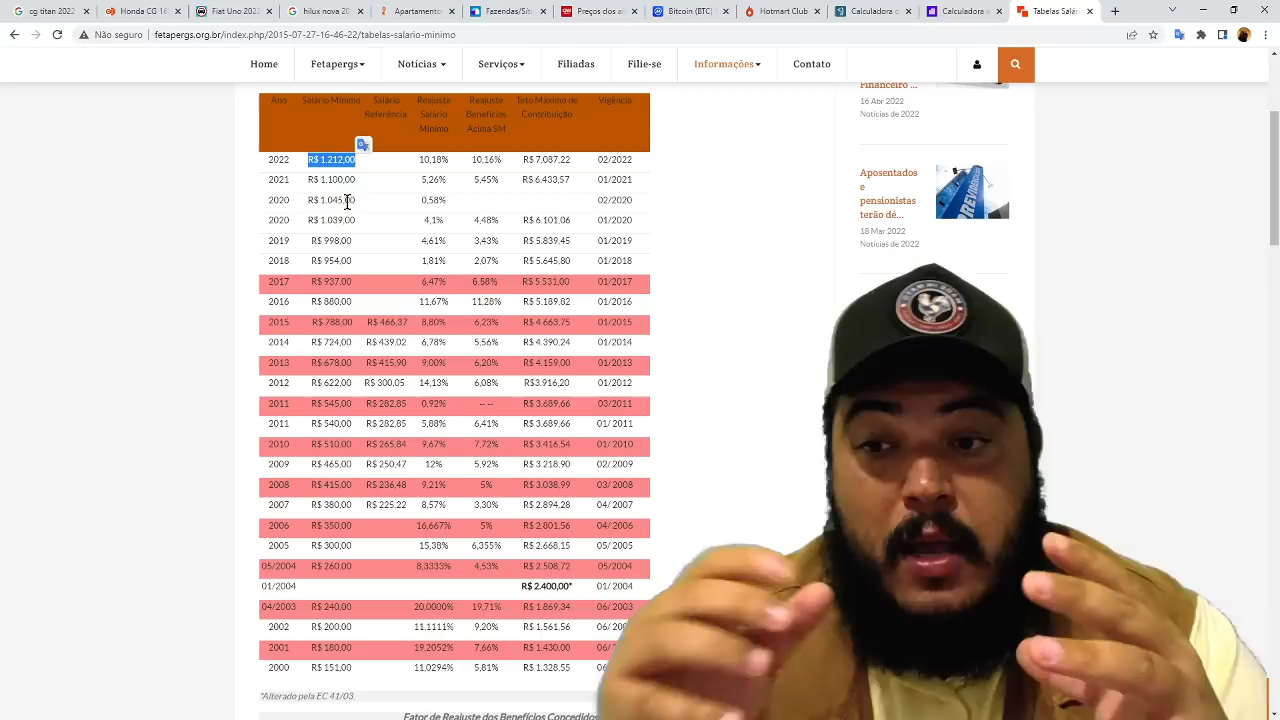 cg titan 2022
Honda CG 16
Fiat Uno 2023
hilux nova 20
Apartamento
Fazendas/Síti
Preços dos ai
Bitcoin (BTC)
Hotmart Club
Calculadora d
Calculadora o
Tabelas Salár
Não seguro
fetapergs.org.br/index.php/2015-07-27-16-46-22/tabelas-salario-minimo
Home Fetapergs Notícias Serviços Filiadas Filie-se Informações Contato
Financeiro ...
16 Abr 2022
Notícias de 2022
Aposentados
e
pensionistas
terão dé...
18 Mar 2022
Notícias de 2022
PREVIDÊNCIA
Ano Salário Mínimo Salário Referência Reajuste Salário Mínimo Reajuste Benefícios Acima SM Teto Máximo de Contribuição Vigência
2022 R$ 1.212,00 10,18% 10,16% R$ 7.087,22 02/2022
2021 R$ 1.100,00 5,26% 5,45% R$ 6.433,57 01/2021
2020 R$ 1.045,00 0,58% 02/2020
2020 R$ 1.039,00 4,1% 4,48% R$ 6.101,06 01/2020
2019 R$ 998,00 4,61% 3,43% R$ 5.839,45 01/2019
2018 R$ 954,00 1,81% 2,07% R$ 5.645,80 01/2018
2017 R$ 937,00 6,47% 6,58% R$ 5.531,00 01/2017
2016 R$ 880,00 11,67% 11,28% R$ 5.189,82 01/2016
2015 R$ 788,00 R$ 466,37 8,80% 6,23% R$ 4.663,75 01/2015
2014 R$ 724,00 R$ 439,02 6,78% 5,56% R$ 4.390,24 01/2014
2013 R$ 678,00 R$ 415,90 9,00% 6,20% R$ 4.159,00 01/2013
2012 R$ 622,00 R$ 300,05 14,13% 6,08% R$3.916,20 01/2012
2011 R$ 545,00 R$ 282,85 0,92% -- -- R$ 3.689,66 03/2011
2011 R$ 540,00 R$ 282,85 5,88% 6,41% R$ 3.689,66 01/ 2011
2010 R$ 510,00 R$ 265,84 9,67% 7,72% R$ 3.416,54 01/ 2010
2009 R$ 465,00 R$ 250,47 12% 5,92% R$ 3.218,90 02/ 2009
2008 R$ 415,00 R$ 236,48 9,21% 5% R$ 3.038,99 03/ 2008
2007 R$ 380,00 R$ 225,22 8,57% 3,30% R$ 2.894,28 04/ 2007
2006 R$ 350,00 16,667% 5% R$ 2.801,56 04/ 2006
2005 R$ 300,00 15,38% 6,355% R$ 2.668,15 05/ 2005
05/2004 R$ 260,00 8,3333% 4,53% R$ 2.508,72 05/2004
01/2004 R$ 2.400,00* 01/ 2004
04/2003 R$ 240,00 20,0000% 19,71% R$ 1.869,34 06/ 2003
2002 R$ 200,00 11,1111% 9,20% R$ 1.561,56 06/ 200
2001 R$ 180,00 19,2052% 7,66% R$ 1.430,00 06/
2000 R$ 151,00 11,0294% 5,81% R$ 1.328,55 06
*Alterado pela EC 41/03.
Fator de Reajuste dos Benefícios Concedidos